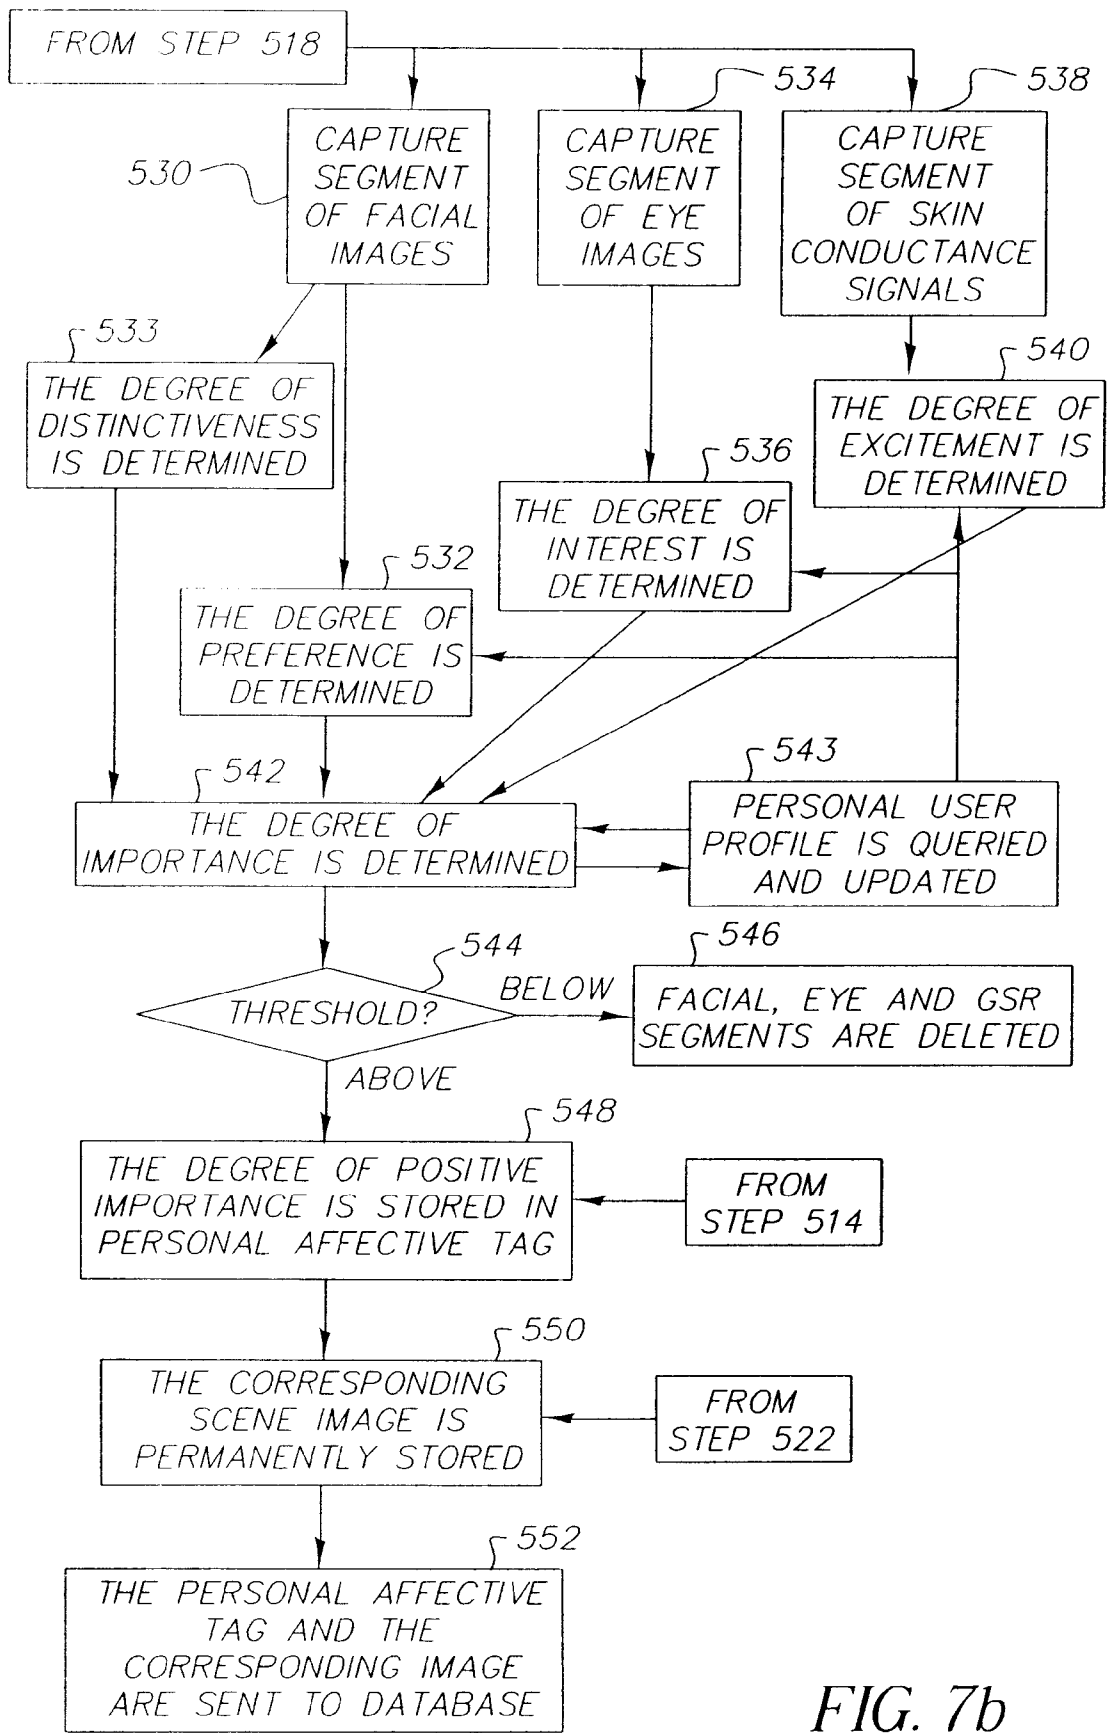 FROM STEP 518
534
538
CAPTURE
SEGMENT
OF FACIAL
IMAGES
530
CAPTURE
SEGMENT
OF EYE
IMAGES
CAPTURE
SEGMENT
OF SKIN
CONDUCTANCE
SIGNALS
533
THE DEGREE OF
DISTINCTIVENESS
IS DETERMINED
540
THE DEGREE OF
EXCITEMENT IS
DETERMINED
536
THE DEGREE OF
INTEREST IS
DETERMINED
532
THE DEGREE OF
PREFERENCE IS
DETERMINED
542
THE DEGREE OF
IMPORTANCE IS DETERMINED
543
PERSONAL USER
PROFILE IS QUERIED
AND UPDATED
544
THRESHOLD?
BELOW
546
FACIAL, EYE AND GSR
SEGMENTS ARE DELETED
ABOVE
548
THE DEGREE OF POSITIVE
IMPORTANCE IS STORED IN
PERSONAL AFFECTIVE TAG
FROM
STEP 514
550
THE CORRESPONDING
SCENE IMAGE IS
PERMANENTLY STORED
FROM
STEP 522
552
THE PERSONAL AFFECTIVE
TAG AND THE
CORRESPONDING IMAGE
ARE SENT TO DATABASE
FIG. 7b